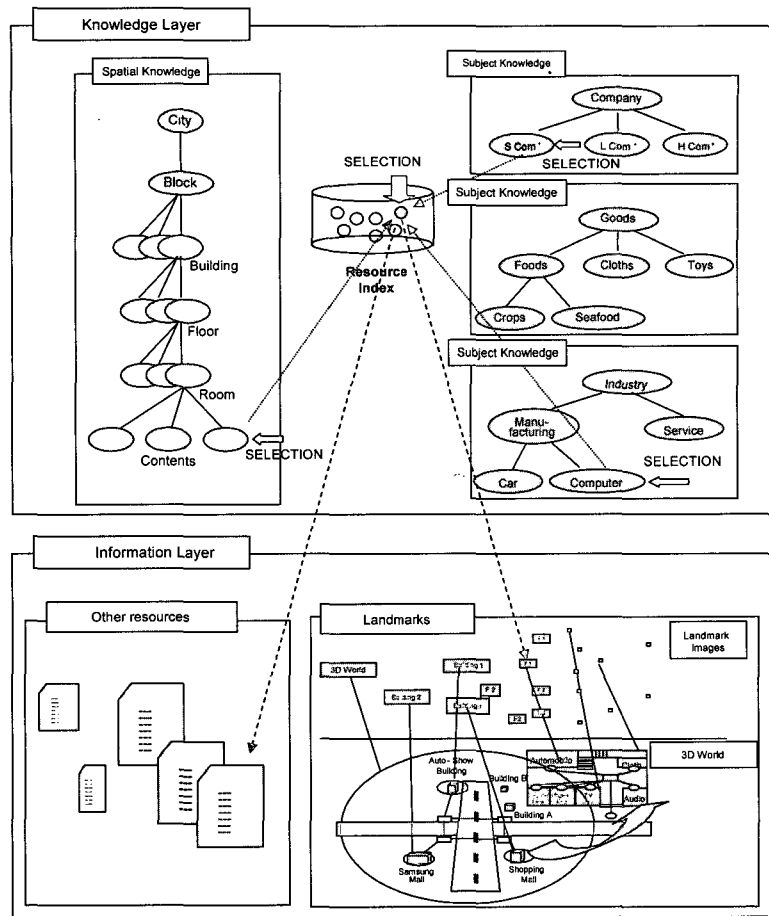 Knowledge Layer
Spatial Knowledge
City
Block
Building
Floor
Room
Contents
SELECTION
SELECTION
Resource
Index
Subject Knowledge
Company
S Com'
L Com'
H Com'
SELECTION
Subject Knowledge
Goods
Foods
Cloths
Toys
Crops
Seafood
Subject Knowledge
Industry
Manu-
facturing
Service
SELECTION
Car
Computer
Information Layer
Other resources
Landmarks
Landmark
Images
3D World
Building 1
Building 2
3D World
Auto - Show
Building
Building B
Building A
Automobile
Cloth
Audio
Samsung
Mall
Shopping
Mall